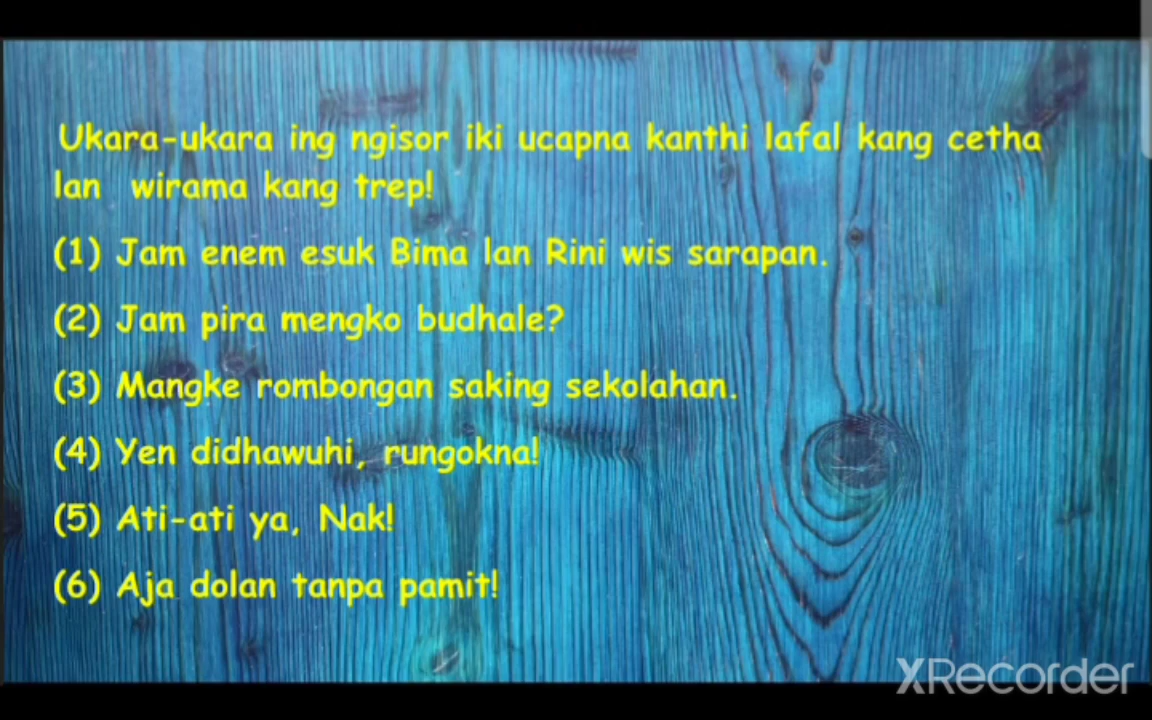 Ukara-ukara ing ngisor iki ucapna kanthi lafal kang cetha
lan wirama kang trep!
(1) Jam enem esuk Bima lan Rini wis sarapan.
(2) Jam pira mengko budhale?
(3) Mangke rombongan saking sekolahan.
(4) Yen didhawuhi, rungokna!
(5) Ati-ati ya, Nak!
(6) Aja dolan tanpa pamit!
XRecorder